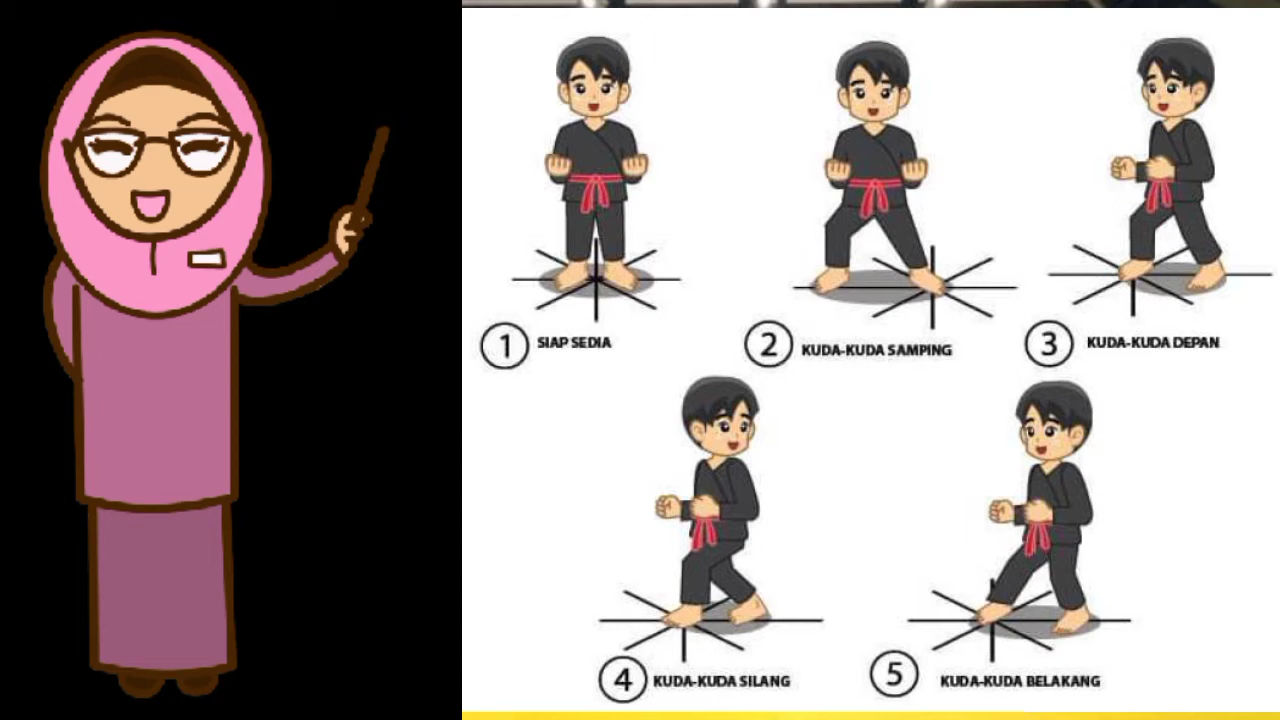 1 SIAP SEDIA
2 KUDA-KUDA SAMPING
3 KUDA-KUDA DEPAN
4 KUDA-KUDA SILANG
5 KUDA-KUDA BELAKANG